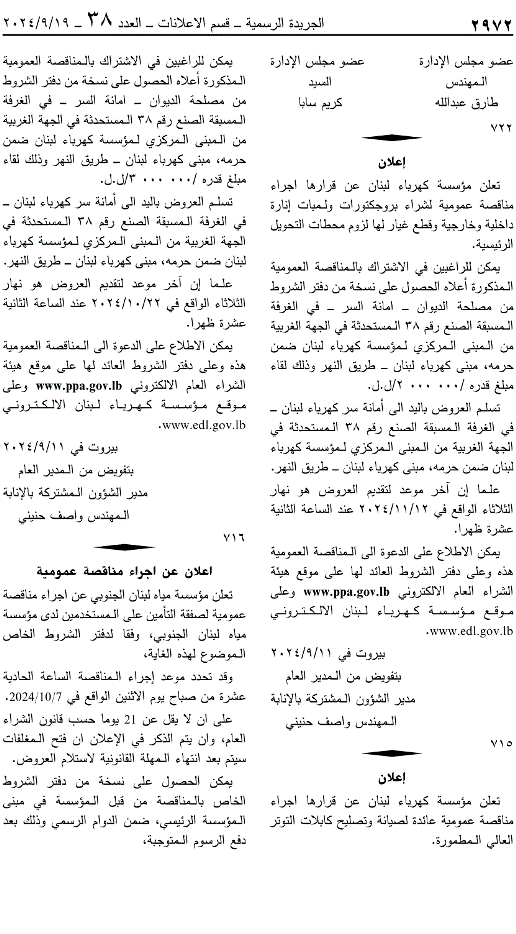 ٢٩٧٢
الجريدة الرسمية – قسم الاعلانات – العدد ٣٨ – ٢٠٢٤/٩/١٩
عضو مجلس الإدارة عضو مجلس الإدارة
المهندس السيد
طارق عبدالله كريم سابا
٧٢٢
إعلان
تعلن مؤسسة كهرباء لبنان عن قرارها اجراء
مناقصة عمومية لشراء بروجكتورات ولمبات إنارة
داخلية وخارجية وقطع غيار لها لزوم محطات التحويل
الرئيسية.
يمكن للراغبين في الاشتراك بالمناقصة العمومية
المذكورة أعلاه الحصول على نسخة من دفتر الشروط
من مصلحة الديوان – امانة السر – في الغرفة
المسبقة الصنع رقم ٣٨ المستحدثة في الجهة الغربية
من المبنى المركزي لمؤسسة كهرباء لبنان ضمن
حرمه، مبنى كهرباء لبنان – طريق النهر وذلك لقاء
مبلغ قدره /٢ ٠٠٠ ٠٠٠/ل.ل.
تسلم العروض باليد الى أمانة سر كهرباء لبنان –
في الغرفة المسبقة الصنع رقم ٣٨ المستحدثة في
الجهة الغربية من المبنى المركزي لمؤسسة كهرباء
لبنان ضمن حرمه، مبنى كهرباء لبنان – طريق النهر.
علما إن آخر موعد لتقديم العروض هو نهار
الثلاثاء الواقع في ٢٠٢٤/١١/١٢ عند الساعة الثانية
عشرة ظهرا.
يمكن الاطلاع على الدعوة الى المناقصة العمومية
هذه وعلى دفتر الشروط العائد لها على موقع هيئة
الشراء العام الالكتروني www.ppa.gov.lb وعلى
موقع مؤسسة كهرباء لبنان الالكتروني
www.edl.gov.lb.
بيروت في ٢٠٢٤/٩/١١
بتفويض من المدير العام
مدير الشؤون المشتركة بالإنابة
المهندس واصف حنيني
٧١٥
إعلان
تعلن مؤسسة كهرباء لبنان عن قرارها اجراء
مناقصة عمومية عائدة لصيانة وتصليح كابلات التوتر
العالي المطمورة.
يمكن للراغبين في الاشتراك بالمناقصة العمومية
المذكورة أعلاه الحصول على نسخة من دفتر الشروط
من مصلحة الديوان – امانة السر – في الغرفة
المسبقة الصنع رقم ٣٨ المستحدثة في الجهة الغربية
من المبنى المركزي لمؤسسة كهرباء لبنان ضمن
حرمه، مبنى كهرباء لبنان – طريق النهر وذلك لقاء
مبلغ قدره /٣ ٠٠٠ ٠٠٠/ل.ل.
تسلم العروض باليد الى أمانة سر كهرباء لبنان –
في الغرفة المسبقة الصنع رقم ٣٨ المستحدثة في
الجهة الغربية من المبنى المركزي لمؤسسة كهرباء
لبنان ضمن حرمه، مبنى كهرباء لبنان – طريق النهر.
علما إن آخر موعد لتقديم العروض هو نهار
الثلاثاء الواقع في ٢٠٢٤/١٠/٢٢ عند الساعة الثانية
عشرة ظهرا.
يمكن الاطلاع على الدعوة الى المناقصة العمومية
هذه وعلى دفتر الشروط العائد لها على موقع هيئة
الشراء العام الالكتروني www.ppa.gov.lb وعلى
موقع مؤسسة كهرباء لبنان الالكتروني
www.edl.gov.lb.
بيروت في ٢٠٢٤/٩/١١
بتفويض من المدير العام
مدير الشؤون المشتركة بالإنابة
المهندس واصف حنيني
٧١٦
اعلان عن اجراء مناقصة عمومية
تعلن مؤسسة مياه لبنان الجنوبي عن اجراء مناقصة
عمومية لصفقة التأمين على المستخدمين لدى مؤسسة
مياه لبنان الجنوبي، وفقا لدفتر الشروط الخاص
الموضوع لهذه الغاية،
وقد تحدد موعد إجراء المناقصة الساعة الحادية
عشرة من صباح يوم الاثنين الواقع في 2024/10/7.
على ان لا يقل عن 21 يوما حسب قانون الشراء
العام، وان يتم الذكر في الإعلان ان فتح المغلفات
سيتم بعد انتهاء المهلة القانونية لاستلام العروض.
يمكن الحصول على نسخة من دفتر الشروط
الخاص بالمناقصة من قبل المؤسسة في مبنى
المؤسسة الرئيسي، ضمن الدوام الرسمي وذلك بعد
دفع الرسوم المتوجبة،